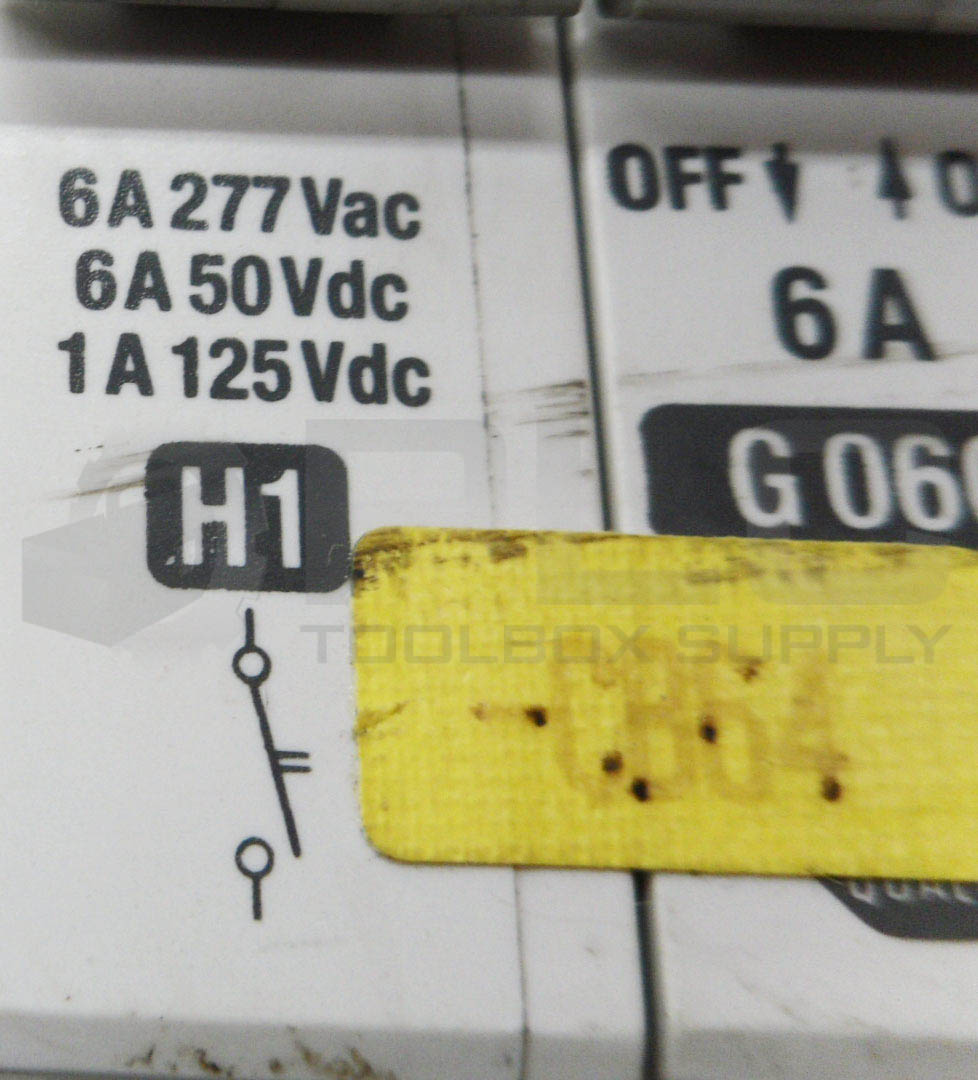 6A 277Vac
6A 50Vdc
1A 125Vdc
H1
OFF
6A
G 06
TOOLBOX SUPPLY